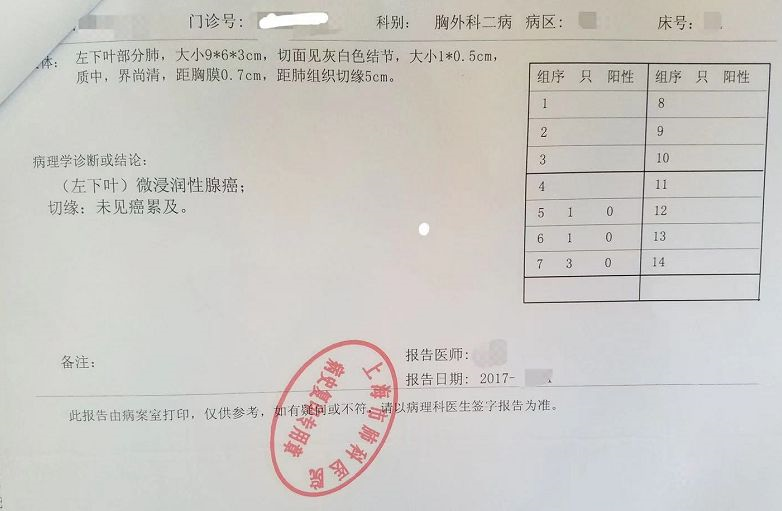 门诊号: 科别: 胸外科二病 病区: 床号:
体: 左下叶部分肺，大小9*6*3cm，切面见灰白色结节，大小1*0.5cm，
质中，界尚清，距胸膜0.7cm，距肺组织切缘5cm。
组序 只 阳性 组序 只 阳性
1 8
2 9
3 10
4 11
5 1 0 12
6 1 0 13
7 3 0 14
病理学诊断或结论:
（左下叶）微浸润性腺癌；
切缘: 未见癌累及。
备注:
报告医师:
报告日期: 2017-
此报告由病案室打印，仅供参考，如有疑问或不符，请以病理科医生签字报告为准。
上海市肺科医院
病史复印专用章